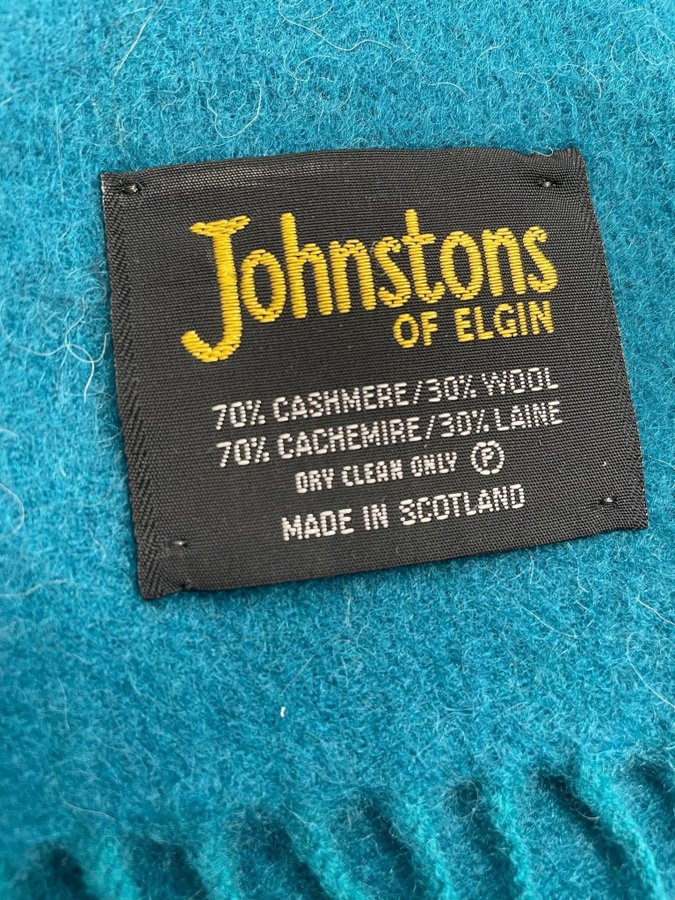 Johnstons
OF ELGIN
70% CASHMERE/30% WOOL
70% CACHEMIRE/30% LAINE
DRY CLEAN ONLY Ⓟ
MADE IN SCOTLAND